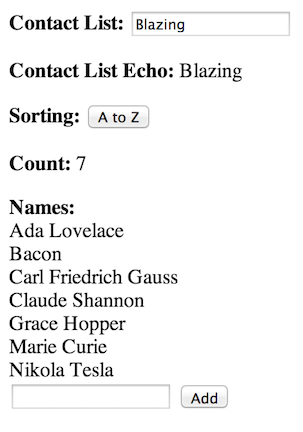 Contact List: Blazing
Contact List Echo: Blazing
Sorting: A to Z
Count: 7
Names:
Ada Lovelace
Bacon
Carl Friedrich Gauss
Claude Shannon
Grace Hopper
Marie Curie
Nikola Tesla
Add